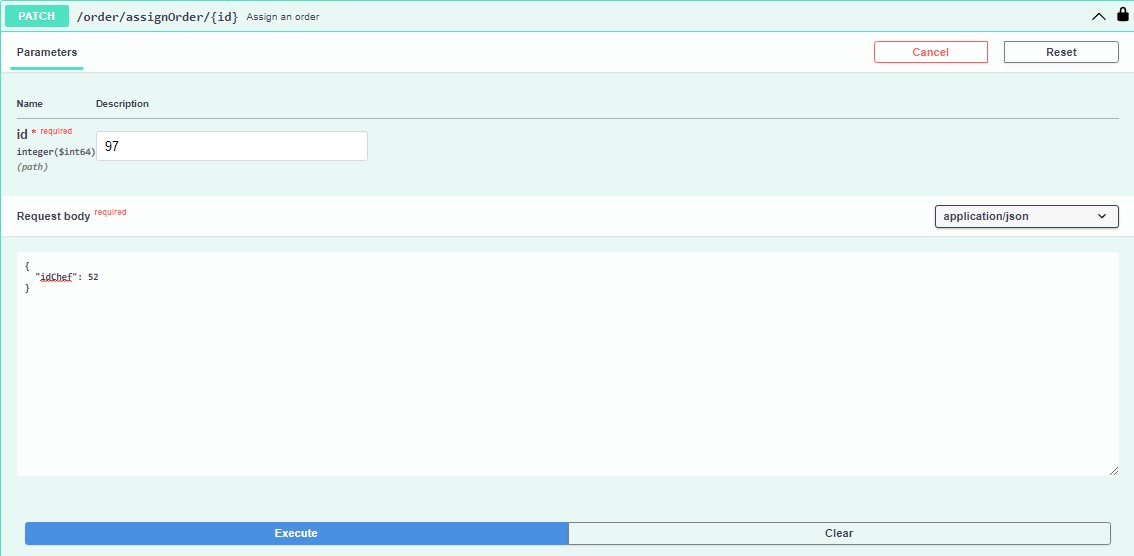 PATCH /order/assignOrder/{id} Assign an order
Parameters
Cancel
Reset
Name Description
id * required
integer($int64)
(path)
97
Request body required
application/json
{
  "idChef": 52
}
Execute
Clear